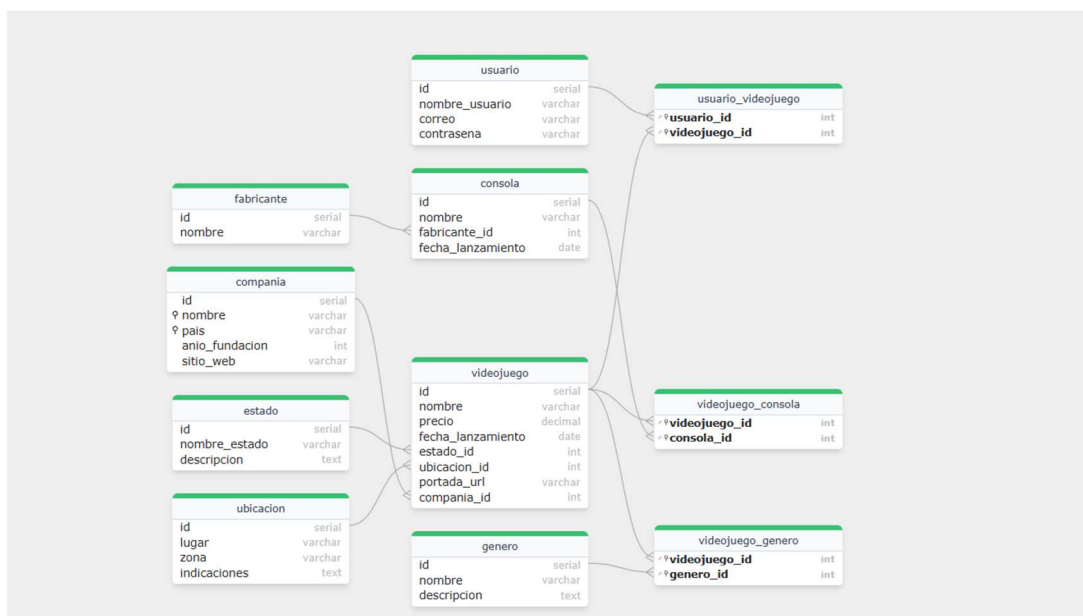 usuario
id serial
nombre_usuario varchar
correo varchar
contrasena varchar
usuario_videojuego
usuario_id int
videojuego_id int
fabricante
id serial
nombre varchar
consola
id serial
nombre varchar
fabricante_id int
fecha_lanzamiento date
compania
id serial
nombre varchar
pais varchar
anio_fundacion int
sitio_web varchar
videojuego
id serial
nombre varchar
precio decimal
fecha_lanzamiento date
estado_id int
ubicacion_id int
portada_url varchar
compania_id int
videojuego_consola
videojuego_id int
consola_id int
estado
id serial
nombre_estado varchar
descripcion text
ubicacion
id serial
lugar varchar
zona varchar
indicaciones text
genero
id serial
nombre varchar
descripcion text
videojuego_genero
videojuego_id int
genero_id int